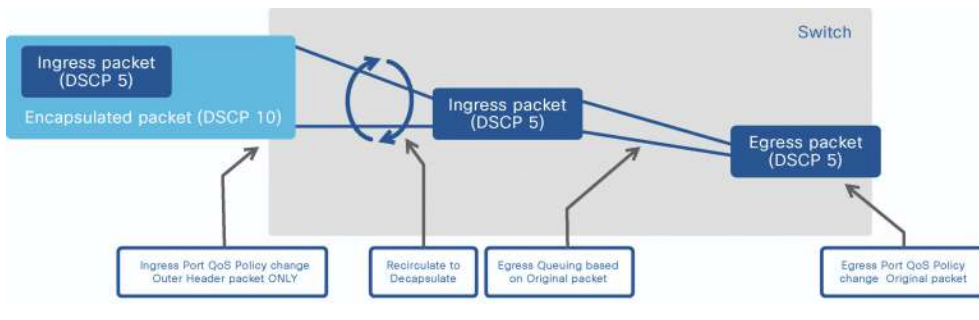 Switch
Ingress packet
(DSCP 5)
Encapsulated packet (DSCP 10)
Ingress packet
(DSCP 5)
Egress packet
(DSCP 5)
Ingress Port QoS Policy change
Outer Header packet ONLY
Recirculate to
Decapsulate
Egress Queuing based
on Original packet
Egress Port QoS Policy
change Original packet